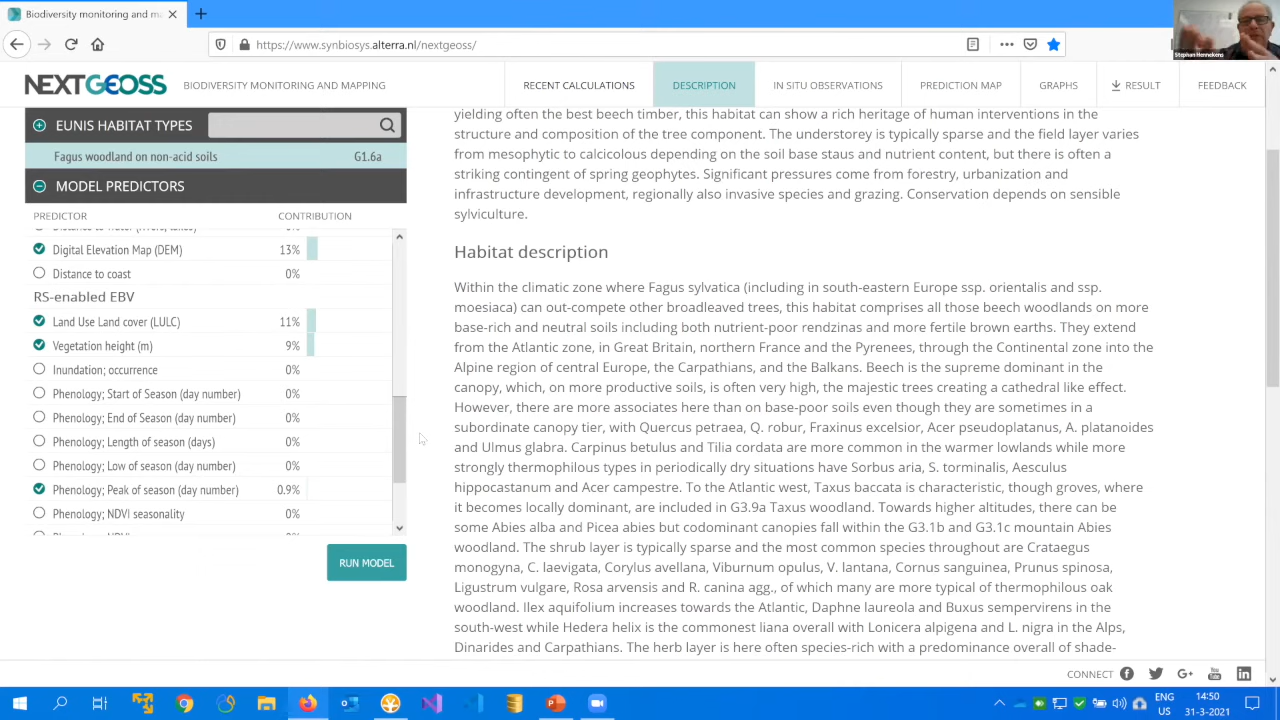 Biodiversity monitoring and ma
https://www.synbiosys.alterra.nl/nextgeoss/
Stephan Hennekens
NEXTGEOSS
BIODIVERSITY MONITORING AND MAPPING
RECENT CALCULATIONS
DESCRIPTION
IN SITU OBSERVATIONS
PREDICTION MAP
GRAPHS
RESULT
FEEDBACK
EUNIS HABITAT TYPES
Fagus woodland on non-acid soils G1.6a
MODEL PREDICTORS
PREDICTOR CONTRIBUTION
Digital Elevation Map (DEM) 13%
Distance to coast 0%
RS-enabled EBV
Land Use Land cover (LULC) 11%
Vegetation height (m) 9%
Inundation; occurrence 0%
Phenology; Start of Season (day number) 0%
Phenology; End of Season (day number) 0%
Phenology; Length of season (days) 0%
Phenology; Low of season (day number) 0%
Phenology; Peak of season (day number) 0.9%
Phenology; NDVI seasonality 0%
RUN MODEL
yielding often the best beech timber, this habitat can show a rich heritage of human interventions in the
structure and composition of the tree component. The understorey is typically sparse and the field layer varies
from mesophytic to calcicolous depending on the soil base staus and nutrient content, but there is often a
striking contingent of spring geophytes. Significant pressures come from forestry, urbanization and
infrastructure development, regionally also invasive species and grazing. Conservation depends on sensible
sylviculture.
Habitat description
Within the climatic zone where Fagus sylvatica (including in south-eastern Europe ssp. orientalis and ssp.
moesiaca) can out-compete other broadleaved trees, this habitat comprises all those beech woodlands on more
base-rich and neutral soils including both nutrient-poor rendzinas and more fertile brown earths. They extend
from the Atlantic zone, in Great Britain, northern France and the Pyrenees, through the Continental zone into the
Alpine region of central Europe, the Carpathians, and the Balkans. Beech is the supreme dominant in the
canopy, which, on more productive soils, is often very high, the majestic trees creating a cathedral like effect.
However, there are more associates here than on base-poor soils even though they are sometimes in a
subordinate canopy tier, with Quercus petraea, Q. robur, Fraxinus excelsior, Acer pseudoplatanus, A. platanoides
and Ulmus glabra. Carpinus betulus and Tilia cordata are more common in the warmer lowlands while more
strongly thermophilous types in periodically dry situations have Sorbus aria, S. torminalis, Aesculus
hippocastanum and Acer campestre. To the Atlantic west, Taxus baccata is characteristic, though groves, where
it becomes locally dominant, are included in G3.9a Taxus woodland. Towards higher altitudes, there can be
some Abies alba and Picea abies but codominant canopies fall within the G3.1b and G3.1c mountain Abies
woodland. The shrub layer is typically sparse and the most common species throughout are Crataegus
monogyna, C. laevigata, Corylus avellana, Viburnum opulus, V. lantana, Cornus sanguinea, Prunus spinosa,
Ligustrum vulgare, Rosa arvensis and R. canina agg., of which many are more typical of thermophilous oak
woodland. Ilex aquifolium increases towards the Atlantic, Daphne laureola and Buxus sempervirens in the
south-west while Hedera helix is the commonest liana overall with Lonicera alpigena and L. nigra in the Alps,
Dinarides and Carpathians. The herb layer is here often species-rich with a predominance overall of shade-
CONNECT
ENG
US
14:50
31-3-2021